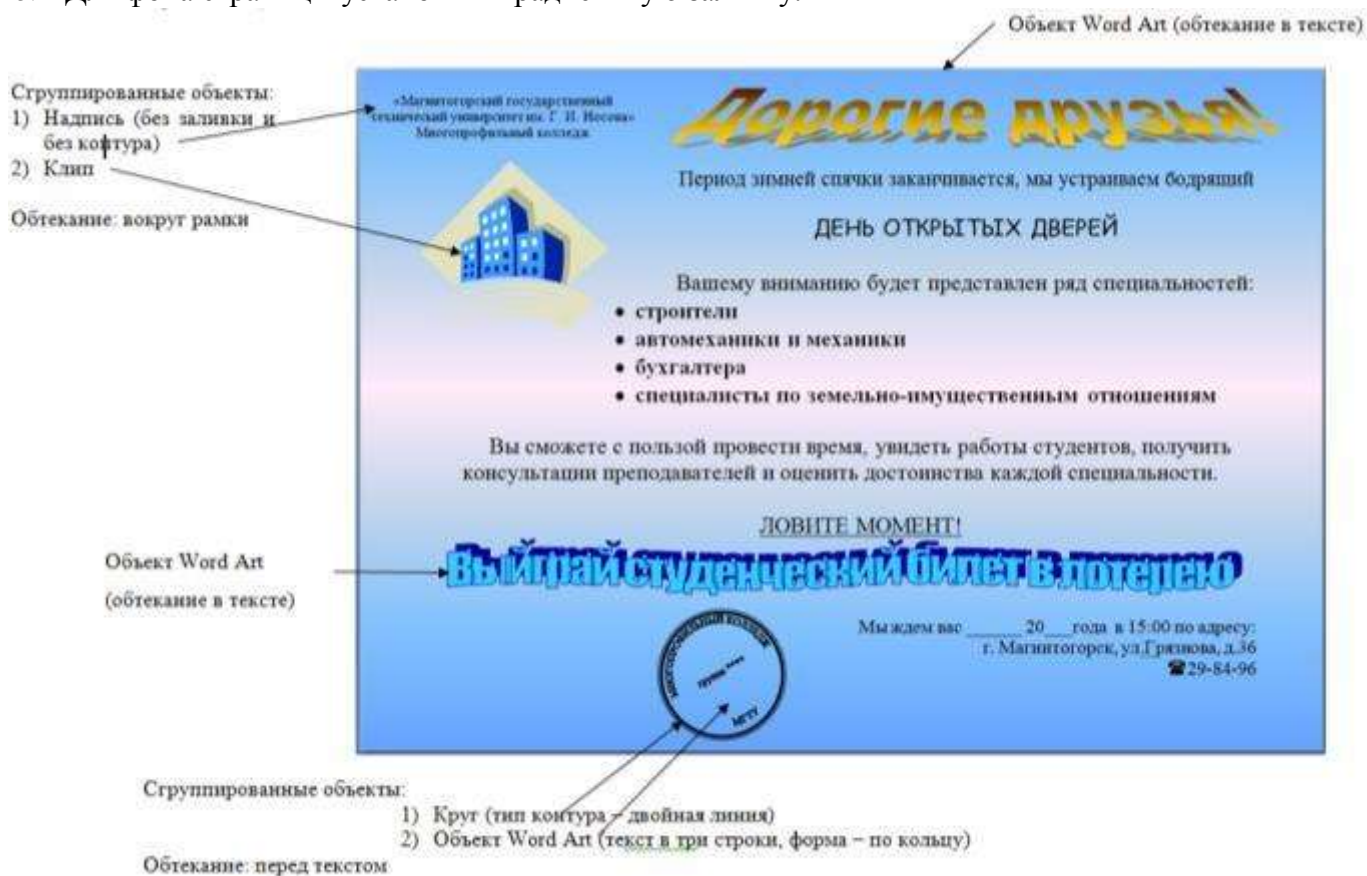 Объект Word Art (обтекание в тексте)
Сгруппированные объекты:
1) Надпись (без заливки и
без контура)
2) Клип
Обтекание: вокруг рамки
«Магнитогорский государственный
технический университет им. Г. И. Носова»
Многопрофильный колледж
Дорогие друзья!
Период зимней спячки заканчивается, мы устраиваем бодрящий
ДЕНЬ ОТКРЫТЫХ ДВЕРЕЙ
Вашему вниманию будет представлен ряд специальностей:
• строители
• автомеханики и механики
• бухгалтера
• специалисты по земельно-имущественным отношениям
Вы сможете с пользой провести время, увидеть работы студентов, получить
консультации преподавателей и оценить достоинства каждой специальности.
ЛОВИТЕ МОМЕНТ!
Объект Word Art
(обтекание в тексте)
Выйграй студенческий билет в лотерею
МНОГОПРОФИЛЬНЫЙ КОЛЛЕДЖ
группа
МГТУ
Мы ждем вас ______ 20___года в 15:00 по адресу:
г. Магнитогорск, ул.Грязнова, д.36
☎29-84-96
Сгруппированные объекты:
1) Круг (тип контура – двойная линия)
2) Объект Word Art (текст в три строки, форма – по кольцу)
Обтекание: перед текстом